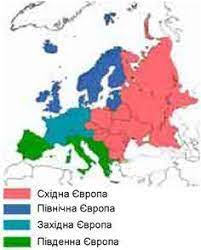 Східна Європа
Північна Європа
Західна Європа
Південна Європа